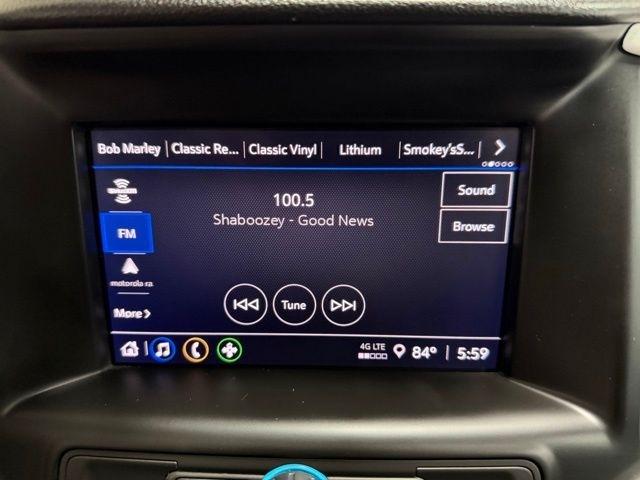 Bob Marley Classic Re... Classic Vinyl Lithium Smokey'sS...
100.5
Shaboozey - Good News
Sound
Browse
FM
motorola ra
More
Tune
4G LTE 84° 5:59